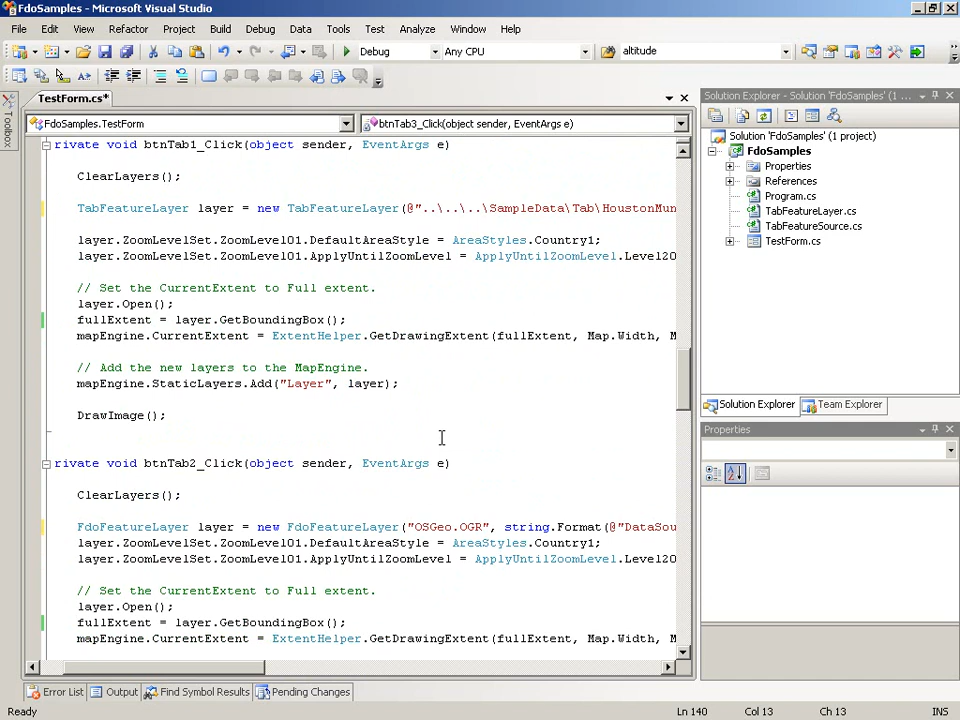 FdoSamples - Microsoft Visual Studio
File Edit View Refactor Project Build Debug Data Tools Test Analyze Window Help
Debug Any CPU altitude
TestForm.cs*
Toolbox
FdoSamples.TestForm btnTab3_Click(object sender, EventArgs e)
rivate void btnTab1_Click(object sender, EventArgs e)
ClearLayers();
TabFeatureLayer layer = new TabFeatureLayer(@"..\..\..\SampleData\Tab\HoustonMun
layer.ZoomLevelSet.ZoomLevel01.DefaultAreaStyle = AreaStyles.Country1;
layer.ZoomLevelSet.ZoomLevel01.ApplyUntilZoomLevel = ApplyUntilZoomLevel.Level20
// Set the CurrentExtent to Full extent.
layer.Open();
fullExtent = layer.GetBoundingBox();
mapEngine.CurrentExtent = ExtentHelper.GetDrawingExtent(fullExtent, Map.Width, M
// Add the new layers to the MapEngine.
mapEngine.StaticLayers.Add("Layer", layer);
DrawImage();
rivate void btnTab2_Click(object sender, EventArgs e)
ClearLayers();
FdoFeatureLayer layer = new FdoFeatureLayer("OSGeo.OGR", string.Format(@"DataSou
layer.ZoomLevelSet.ZoomLevel01.DefaultAreaStyle = AreaStyles.Country1;
layer.ZoomLevelSet.ZoomLevel01.ApplyUntilZoomLevel = ApplyUntilZoomLevel.Level20
// Set the CurrentExtent to Full extent.
layer.Open();
fullExtent = layer.GetBoundingBox();
mapEngine.CurrentExtent = ExtentHelper.GetDrawingExtent(fullExtent, Map.Width, M
Solution Explorer - Solution 'FdoSamples' (1 ...
Solution 'FdoSamples' (1 project)
FdoSamples
Properties
References
Program.cs
TabFeatureLayer.cs
TabFeatureSource.cs
TestForm.cs
Solution Explorer Team Explorer
Properties
Error List Output Find Symbol Results Pending Changes
Ready Ln 140 Col 13 Ch 13 INS